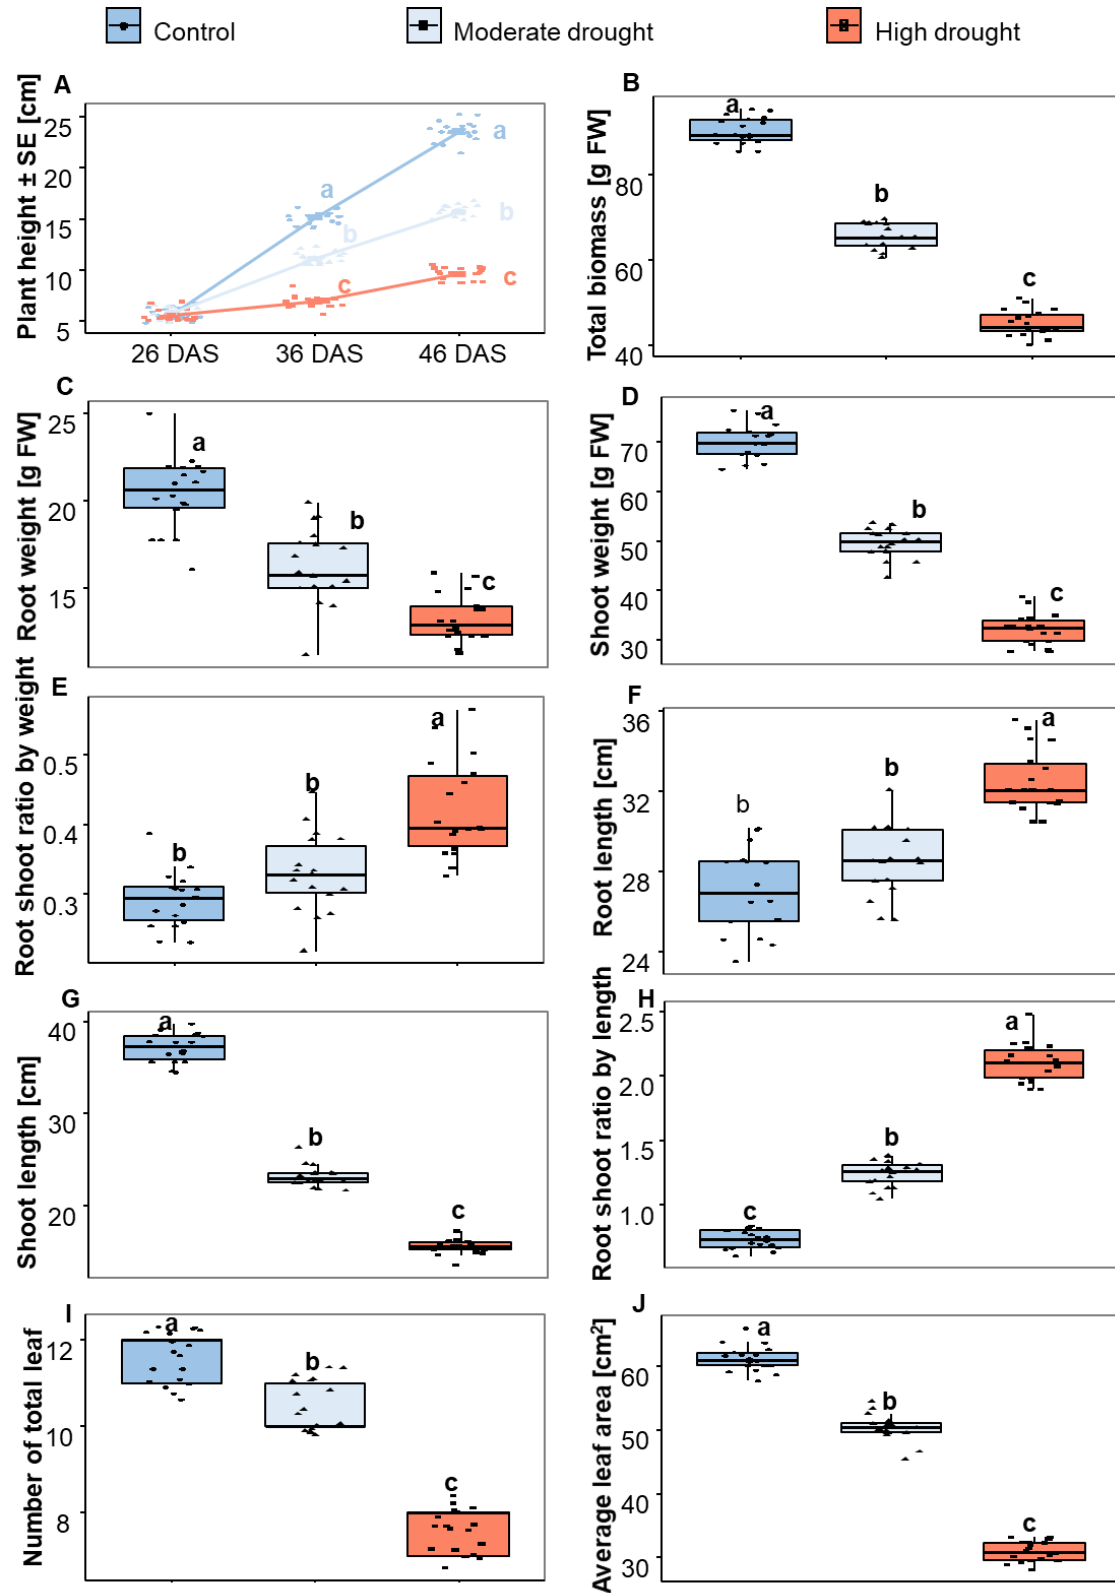 Control
Moderate drought
High drought
A
Plant height ± SE [cm]
25
20
15
10
5
a
a
b
b
c
c
26 DAS
36 DAS
46 DAS
B
Total biomass [g FW]
80
60
40
a
b
c
C
Root weight [g FW]
25
20
15
a
b
c
D
Shoot weight [g FW]
70
60
50
40
30
a
b
c
E
Root shoot ratio by weight
0.5
0.4
0.3
b
b
a
F
Root length [cm]
36
32
28
24
b
b
a
G
Shoot length [cm]
40
30
20
a
b
c
H
Root shoot ratio by length
2.5
2.0
1.5
1.0
c
b
a
I
Number of total leaf
12
10
8
a
b
c
J
Average leaf area [cm²]
60
50
40
30
a
b
c